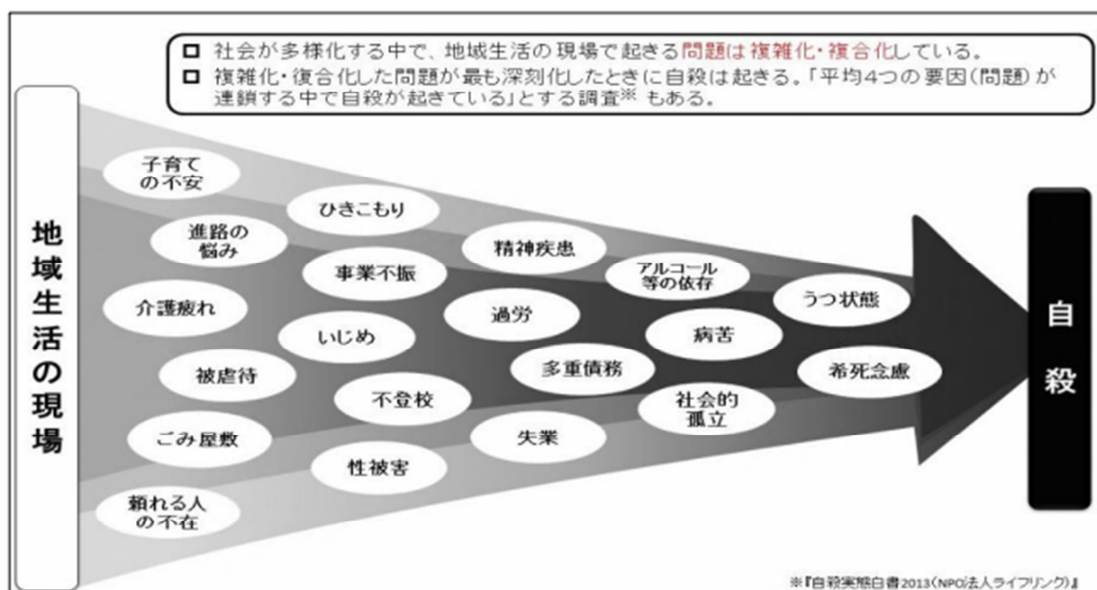 □ 社会が多様化する中で、地域生活の現場で起きる問題は複雑化・複合化している。
□ 複雑化・復合化した問題が最も深刻化したときに自殺は起きる。「平均4つの要因(問題)が
連鎖する中で自殺が起きている」とする調査※ もある。
地域生活の現場
子育て
の不安
進路の
悩み
介護疲れ
被虐待
ごみ屋敷
頼れる人
の不在
ひきこもり
事業不振
いじめ
不登校
性被害
精神疾患
過労
多重債務
失業
アルコール
等の依存
病苦
社会的
孤立
うつ状態
希死念慮
自殺
※『自殺実態白書2013(NPO法人ライフリンク)』